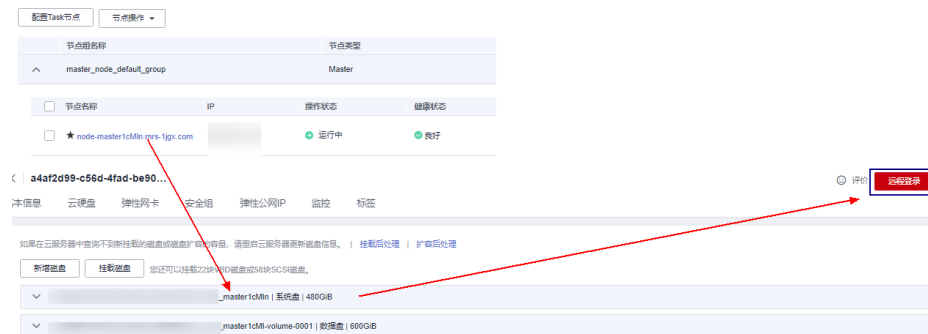 配置Task节点 节点操作
节点组名称 节点类型
master_node_default_group Master
节点名称 IP 操作状态 健康状态
★ node-master1cMln.mrs-1jgx.com 运行中 良好
a4af2d99-c56d-4fad-be90... 评价 远程登录
本信息 云硬盘 弹性网卡 安全组 弹性公网IP 监控 标签
如果在云服务器中查询不到新挂载的磁盘或磁盘扩容的容量，请重启云服务器更新磁盘信息。 | 挂载后处理 | 扩容后处理
新增磁盘 挂载磁盘 您还可以挂载22块VBD磁盘或58块SCSI磁盘。
_master1cMln | 系统盘 | 480GiB
_master1cMl-volume-0001 | 数据盘 | 600GiB